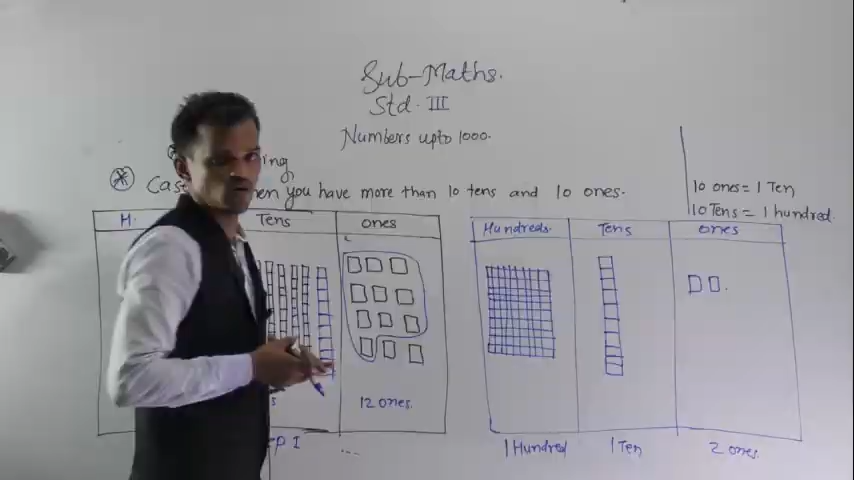 Sub-Maths.
Std. III
Numbers upto 1000.
ing
Cas hen you have more than 10 tens and 10 ones.
10 ones = 1 Ten
10 Tens = 1 hundred.
H. Tens ones
Hundreds. Tens ones
12 ones.
ep I ...
1 Hundred 1 Ten 2 ones.